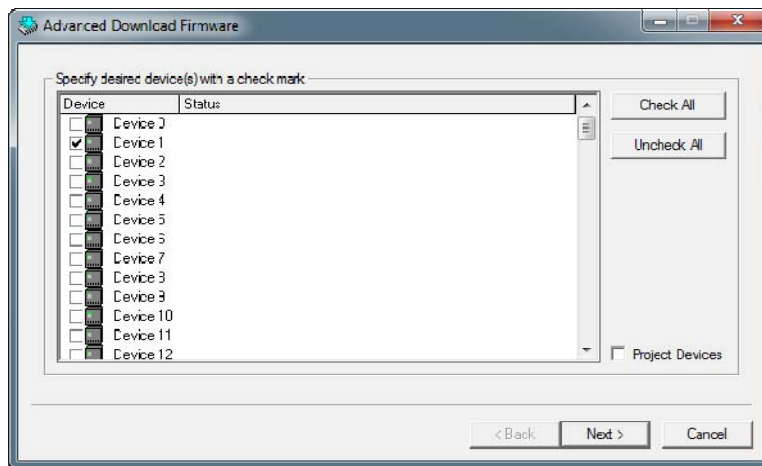 Advanced Download Firmware
Specify desired device(s) with a check mark
Device Status
Device 0
Device 1
Device 2
Device 3
Device 4
Device 5
Device 6
Device 7
Device 8
Device 9
Device 10
Device 11
Device 12
Check All
Uncheck All
Project Devices
< Back
Next >
Cancel